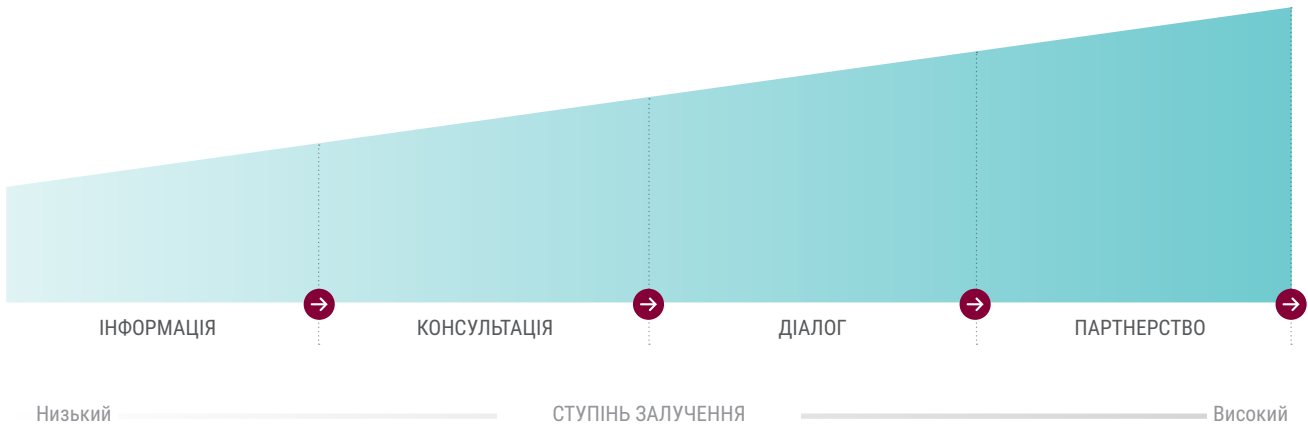 ІНФОРМАЦІЯ КОНСУЛЬТАЦІЯ ДІАЛОГ ПАРТНЕРСТВО
Низький СТУПІНЬ ЗАЛУЧЕННЯ Високий